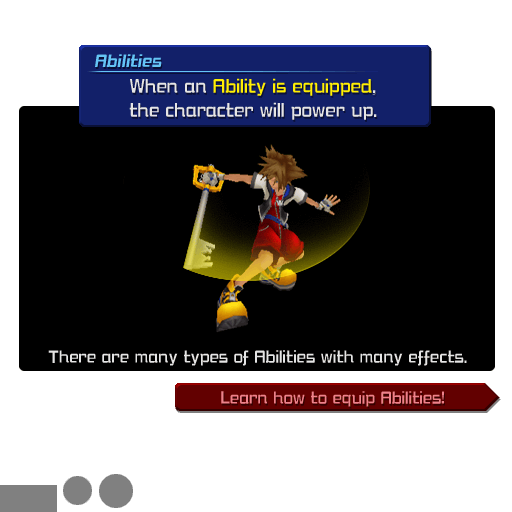 Abilities
When an Ability is equipped,
the character will power up.
There are many types of Abilities with many effects.
Learn how to equip Abilities!